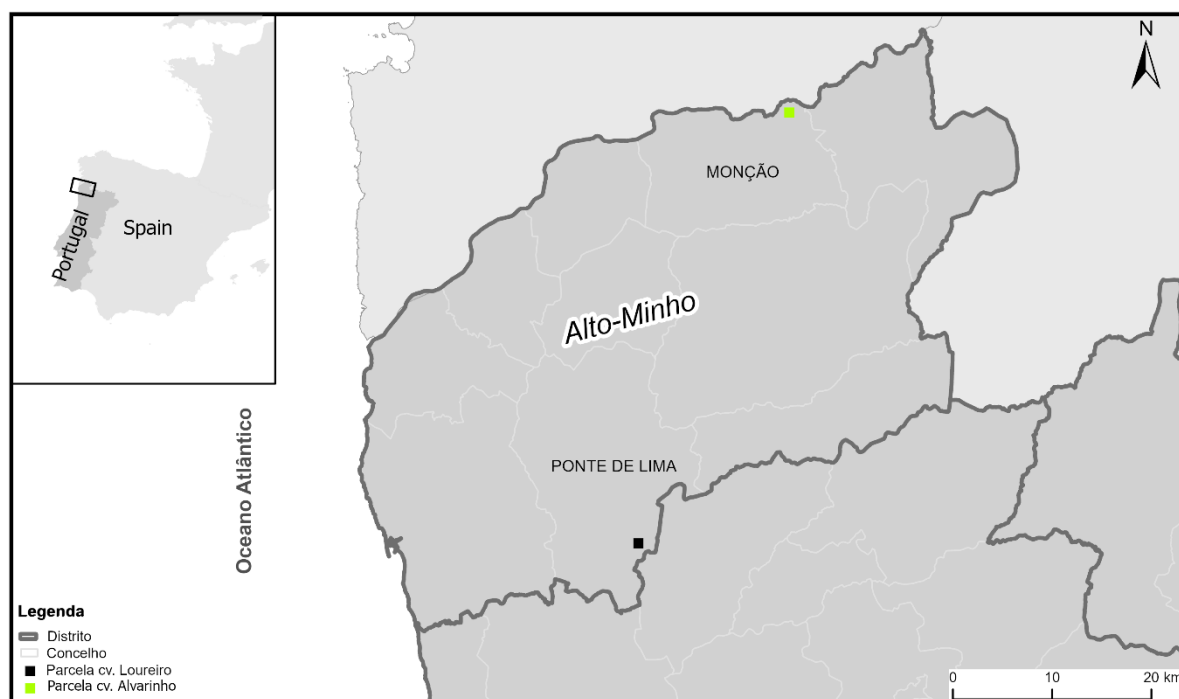 N
MONÇÃO
Portugal
Spain
Alto-Minho
Oceano Atlântico
PONTE DE LIMA
Legenda
Distrito
Concelho
Parcela cv. Loureiro
Parcela cv. Alvarinho
0 10 20 km